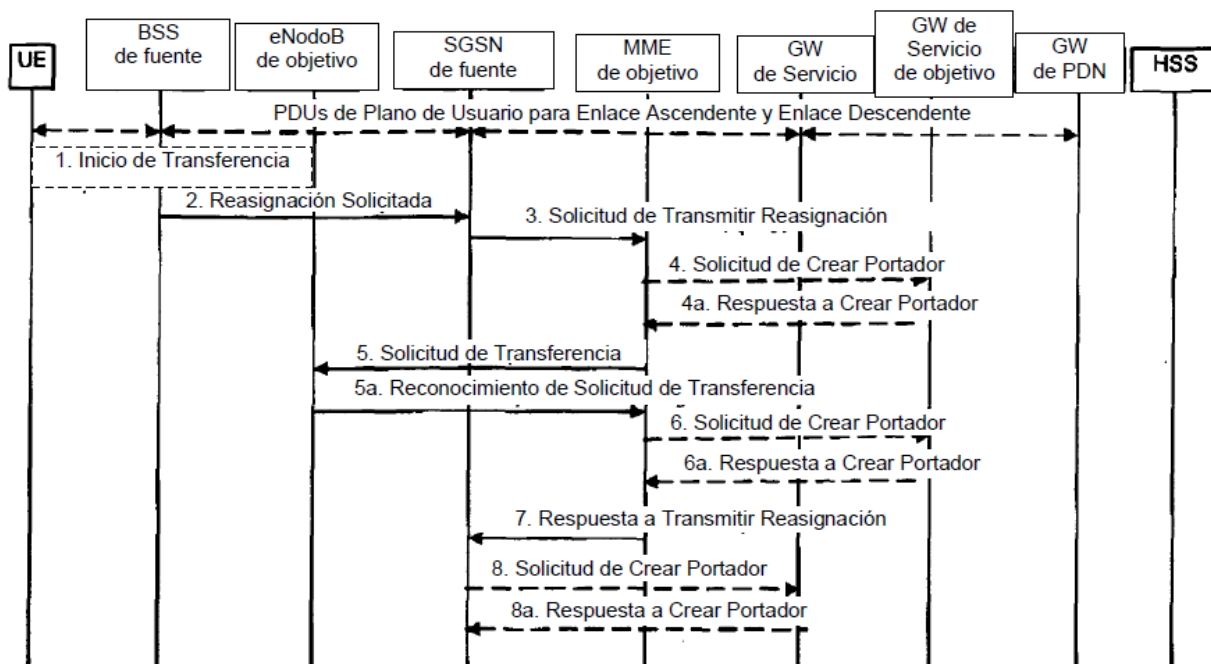 UE
BSS
de fuente
eNodoB
de objetivo
SGSN
de fuente
MME
de objetivo
GW
de Servicio
GW de
Servicio
de objetivo
GW
de PDN
HSS
PDUs de Plano de Usuario para Enlace Ascendente y Enlace Descendente
1. Inicio de Transferencia
2. Reasignación Solicitada
3. Solicitud de Transmitir Reasignación
4. Solicitud de Crear Portador
4a. Respuesta a Crear Portador
5. Solicitud de Transferencia
5a. Reconocimiento de Solicitud de Transferencia
6. Solicitud de Crear Portador
6a. Respuesta a Crear Portador
7. Respuesta a Transmitir Reasignación
8. Solicitud de Crear Portador
8a. Respuesta a Crear Portador